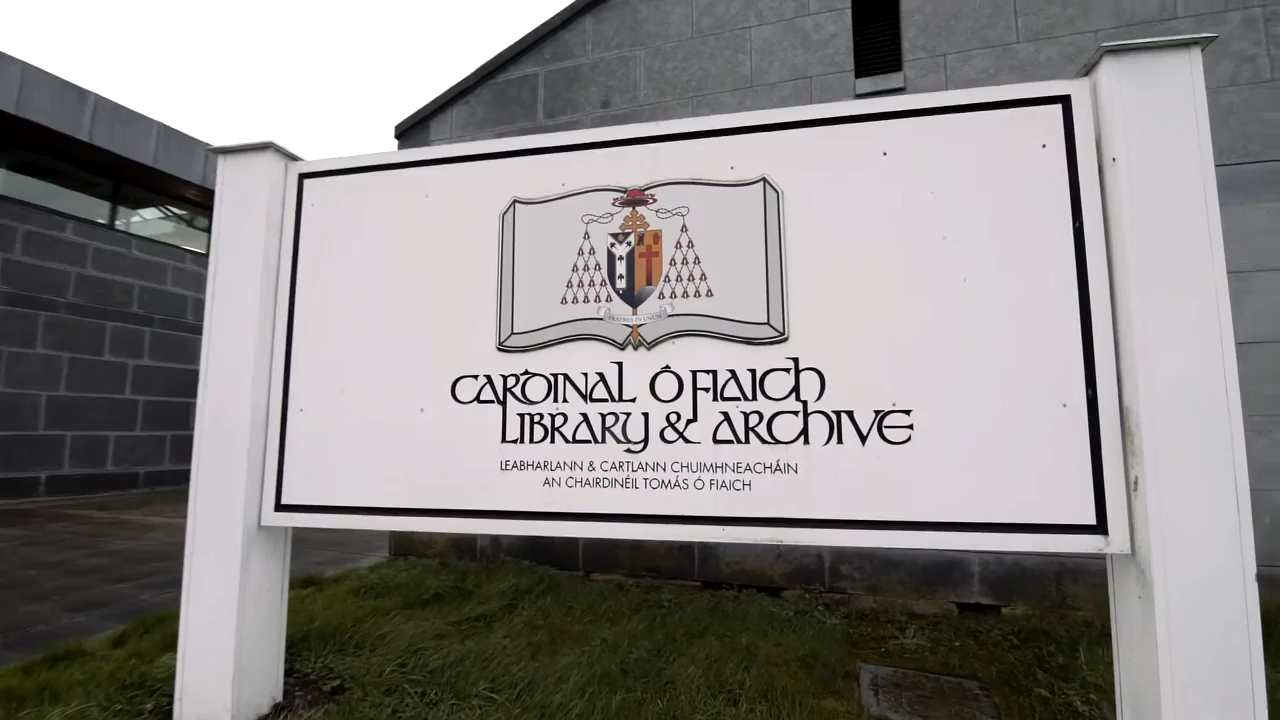 FRATRES IN UNUM
CARDINAL Ó FIAICH
LIBRARY & ARCHIVE
LEABHARLANN & CARTLANN CHUIMHNEACHÁIN
AN CHAIRDINÉIL TOMÁS Ó FIAICH